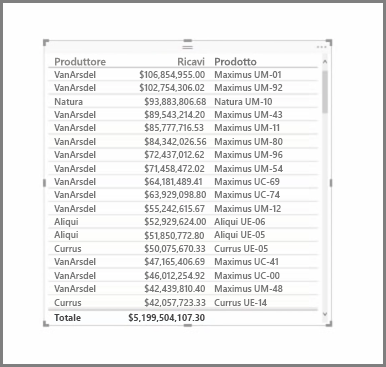 Produttore Ricavi Prodotto
VanArsdel $106,854,955.00 Maximus UM-01
VanArsdel $102,754,306.02 Maximus UM-92
Natura $93,883,806.68 Natura UM-10
VanArsdel $89,543,214.20 Maximus UM-43
VanArsdel $85,777,716.53 Maximus UM-11
VanArsdel $84,342,026.56 Maximus UM-80
VanArsdel $72,437,012.62 Maximus UM-96
VanArsdel $71,458,472.02 Maximus UM-54
VanArsdel $64,181,489.41 Maximus UC-69
VanArsdel $63,929,098.80 Maximus UC-74
VanArsdel $55,242,615.67 Maximus UM-12
Aliqui $52,929,624.00 Aliqui UE-06
Aliqui $51,850,772.80 Aliqui UE-05
Currus $50,075,670.33 Currus UE-05
VanArsdel $47,165,406.69 Maximus UC-41
VanArsdel $46,012,254.92 Maximus UC-00
VanArsdel $42,439,810.40 Maximus UM-48
Currus $42,057,723.33 Currus UE-14
Totale $5,199,504,107.30